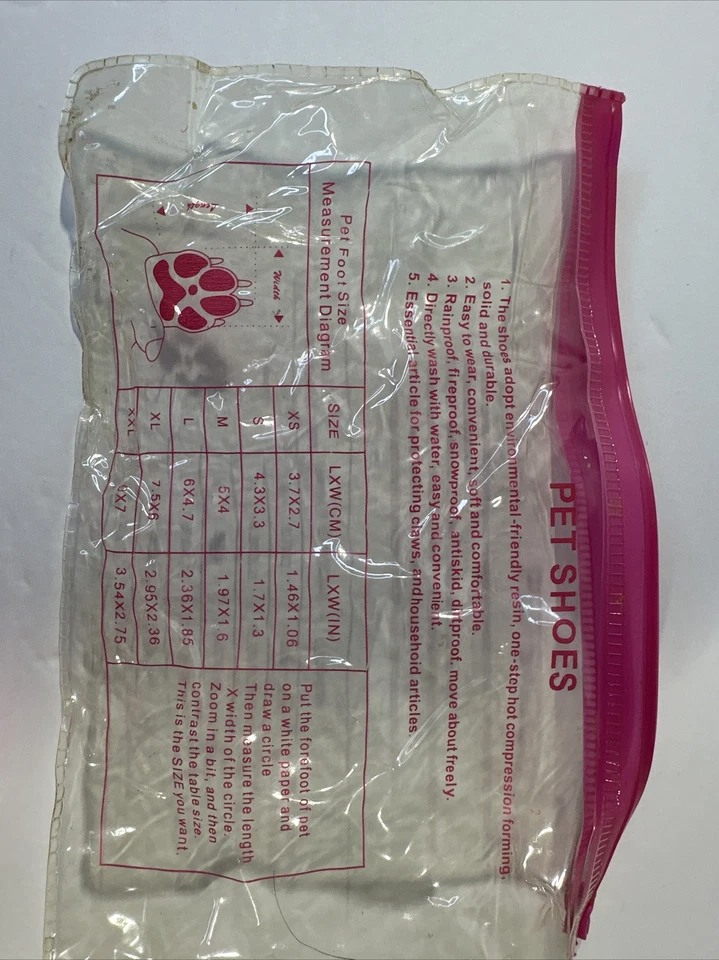 PET SHOES
1. The shoes adopt environmental-friendly resin, one-step hot compression forming,
solid and durable.
2. Easy to wear, convenient, soft and comfortable.
3. Rainproof, fireproof, snowproof, antiskid, dirtproof, move about freely.
4. Directly wash with water, easy and convenient.
5. Essential article for protecting claws, and household articles.
Pet Foot Size
Measurement Diagram
Width
Length
SIZE LXW(CM) LXW(IN)
XS 3.7X2.7 1.46X1.06
S 4.3X3.3 1.7X1.3
M 5X4 1.97X1.6
L 6X4.7 2.36X1.85
XL 7.5X6 2.95X2.36
XXL 9X7 3.54X2.75
Put the forefoot of pet
on a white paper and
draw a circle
Then measure the length
X width of the circle.
Zoom in a bit, and then
contrast the table size.
This is the SIZE you want.